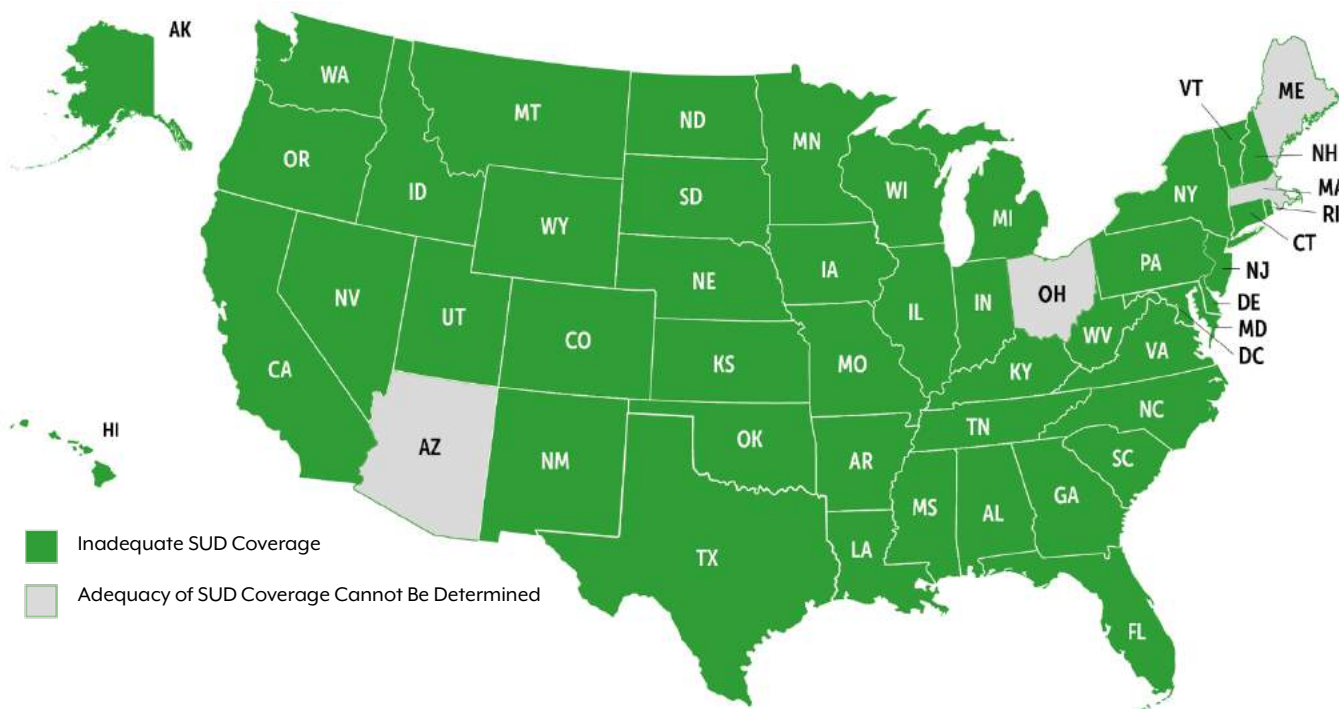 AK
WA
MT
ND
MN
VT
ME
OR
ID
SD
WI
NH
MI
NY
MA
RI
WY
CT
IA
PA
NE
NJ
NV
OH
IL
IN
UT
DE
CO
WV
MD
CA
KS
MO
VA
DC
KY
NC
HI
TN
AZ
OK
NM
AR
SC
MS
AL
GA
Inadequate SUD Coverage
LA
TX
Adequacy of SUD Coverage Cannot Be Determined
FL